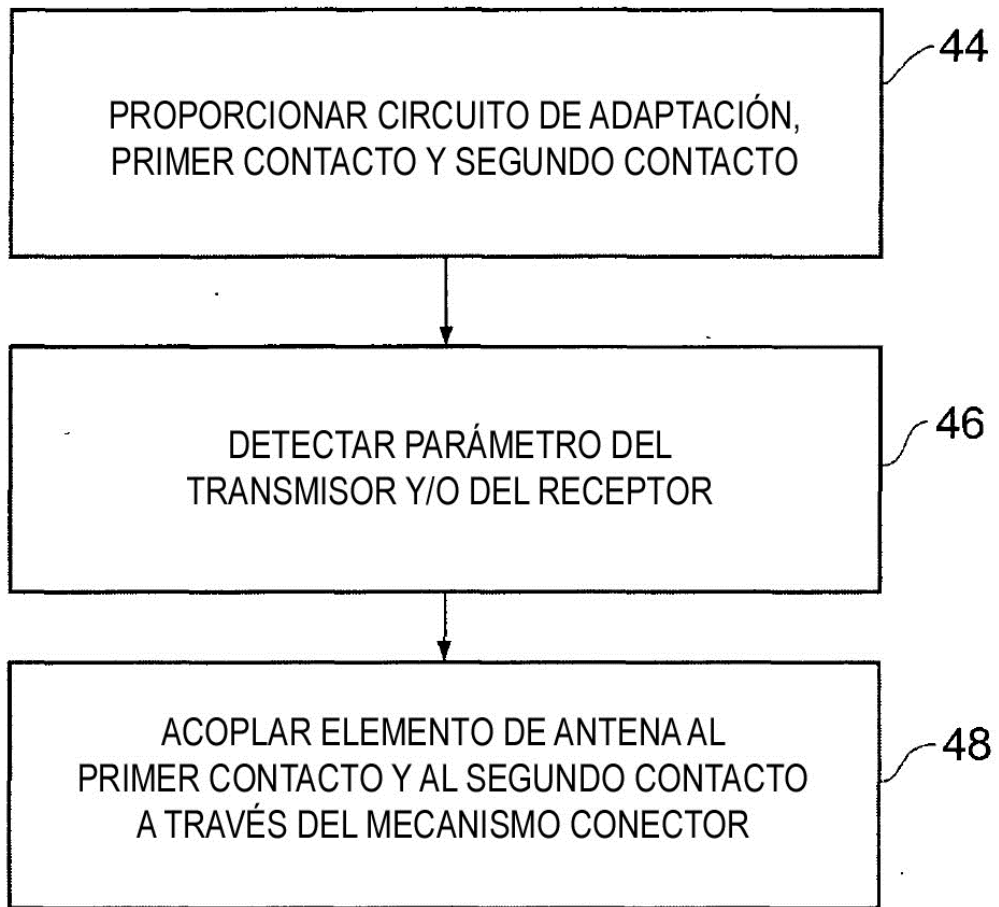 44
PROPORCIONAR CIRCUITO DE ADAPTACIÓN,
PRIMER CONTACTO Y SEGUNDO CONTACTO
46
DETECTAR PARÁMETRO DEL
TRANSMISOR Y/O DEL RECEPTOR
48
ACOPLAR ELEMENTO DE ANTENA AL
PRIMER CONTACTO Y AL SEGUNDO CONTACTO
A TRAVÉS DEL MECANISMO CONECTOR